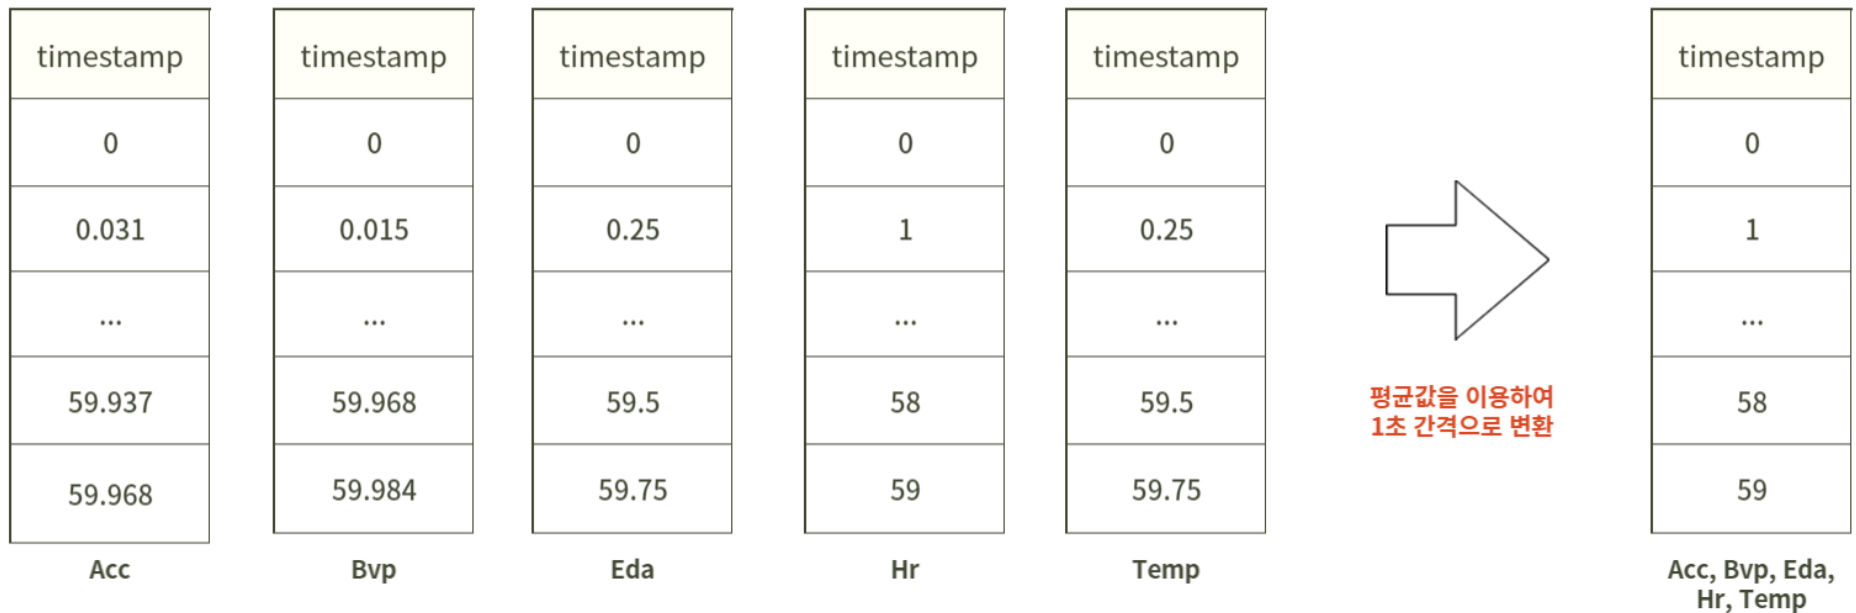 timestamp timestamp timestamp timestamp timestamp timestamp
0 0 0 0 0 0
0.031 0.015 0.25 1 0.25 1
... ... ... ... ... ...
59.937 59.968 59.5 58 59.5 58
59.968 59.984 59.75 59 59.75 59
평균값을 이용하여
1초 간격으로 변환
Acc Bvp Eda Hr Temp Acc, Bvp, Eda,
Hr, Temp